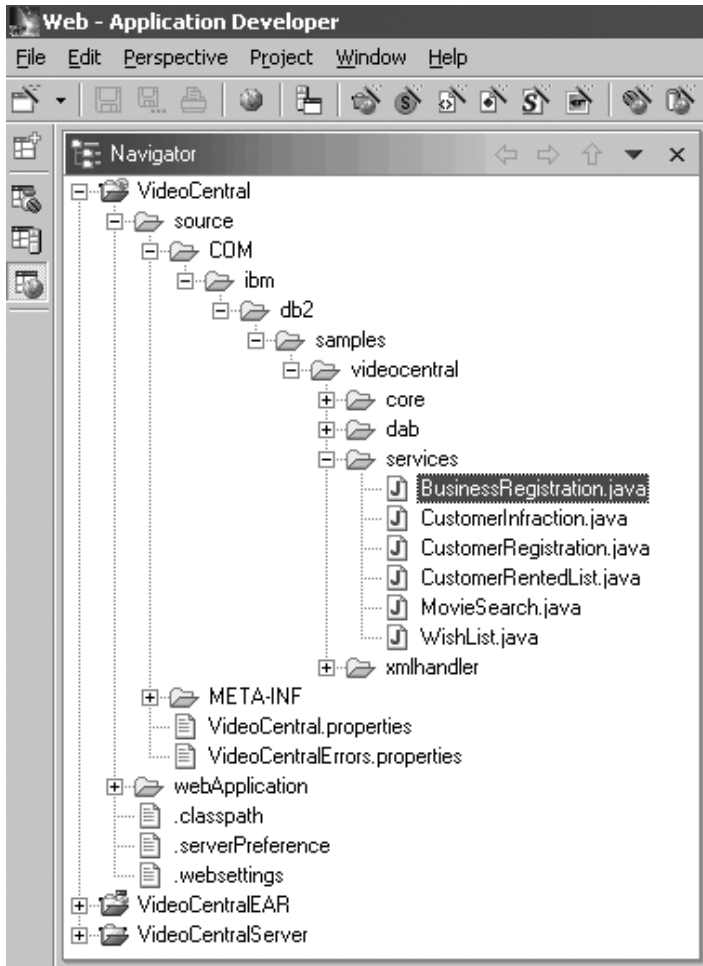 Web - Application Developer
File Edit Perspective Project Window Help
Navigator
VideoCentral
source
COM
ibm
db2
samples
videocentral
core
dab
services
BusinessRegistration.java
CustomerInfraction.java
CustomerRegistration.java
CustomerRentedList.java
MovieSearch.java
WishList.java
xmlhandler
META-INF
VideoCentral.properties
VideoCentralErrors.properties
webApplication
.classpath
.serverPreference
.websettings
VideoCentralEAR
VideoCentralServer